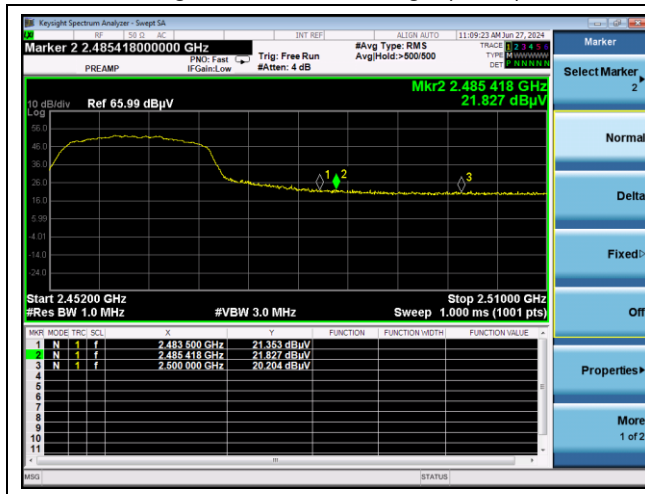 Keysight Spectrum Analyzer - Swept SA
RF 50 Ω AC INT REF ALIGN AUTO 11:09:23 AM Jun 27, 2024
Marker 2 2.485418000000 GHz
PREAMP
PNO: Fast
IFGain:Low
Trig: Free Run
#Atten: 4 dB
#Avg Type: RMS
Avg|Hold:>500/500
TRACE 1 2 3 4 5 6
TYPE M WWWWW
DET P N N N N N
Mkr2 2.485 418 GHz
21.827 dBµV
10 dB/div Ref 65.99 dBµV
Log
56.0
46.0
36.0
26.0
16.0
5.99
-4.01
-14.0
-24.0
1 2 3
Start 2.45200 GHz Stop 2.51000 GHz
#Res BW 1.0 MHz #VBW 3.0 MHz Sweep 1.000 ms (1001 pts)
MKR MODE TRC SCL X Y FUNCTION FUNCTION WIDTH FUNCTION VALUE
1 N 1 f 2.483 500 GHz 21.353 dBµV
2 N 1 f 2.485 418 GHz 21.827 dBµV
3 N 1 f 2.500 000 GHz 20.204 dBµV
4
5
6
7
8
9
10
11
MSG STATUS
Marker
Select Marker
2
Normal
Delta
Fixed
Off
Properties
More
1 of 2